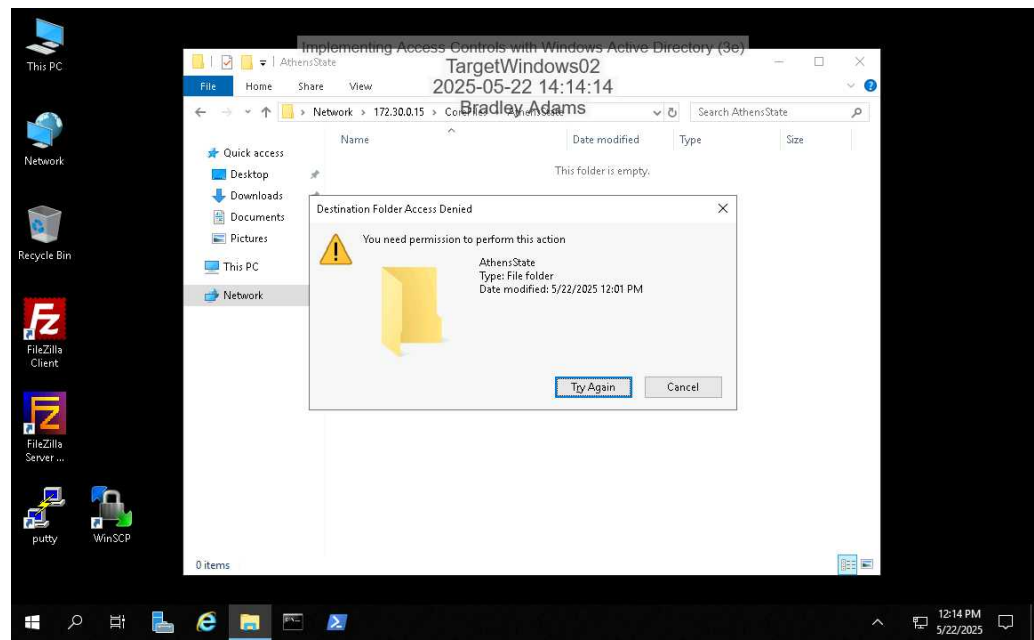 This PC
Network
Recycle Bin
FileZilla
Client
FileZilla
Server ...
putty
WinSCP
Implementing Access Controls with Windows Active Directory (3e)
TargetWindows02
2025-05-22 14:14:14
Bradley Adams
AthensState
File Home Share View
Network > 172.30.0.15 > CoreFiles > AthensState
Search AthensState
Name Date modified Type Size
This folder is empty.
Quick access
Desktop
Downloads
Documents
Pictures
This PC
Network
Destination Folder Access Denied
You need permission to perform this action
AthensState
Type: File folder
Date modified: 5/22/2025 12:01 PM
Try Again Cancel
0 items
12:14 PM
5/22/2025